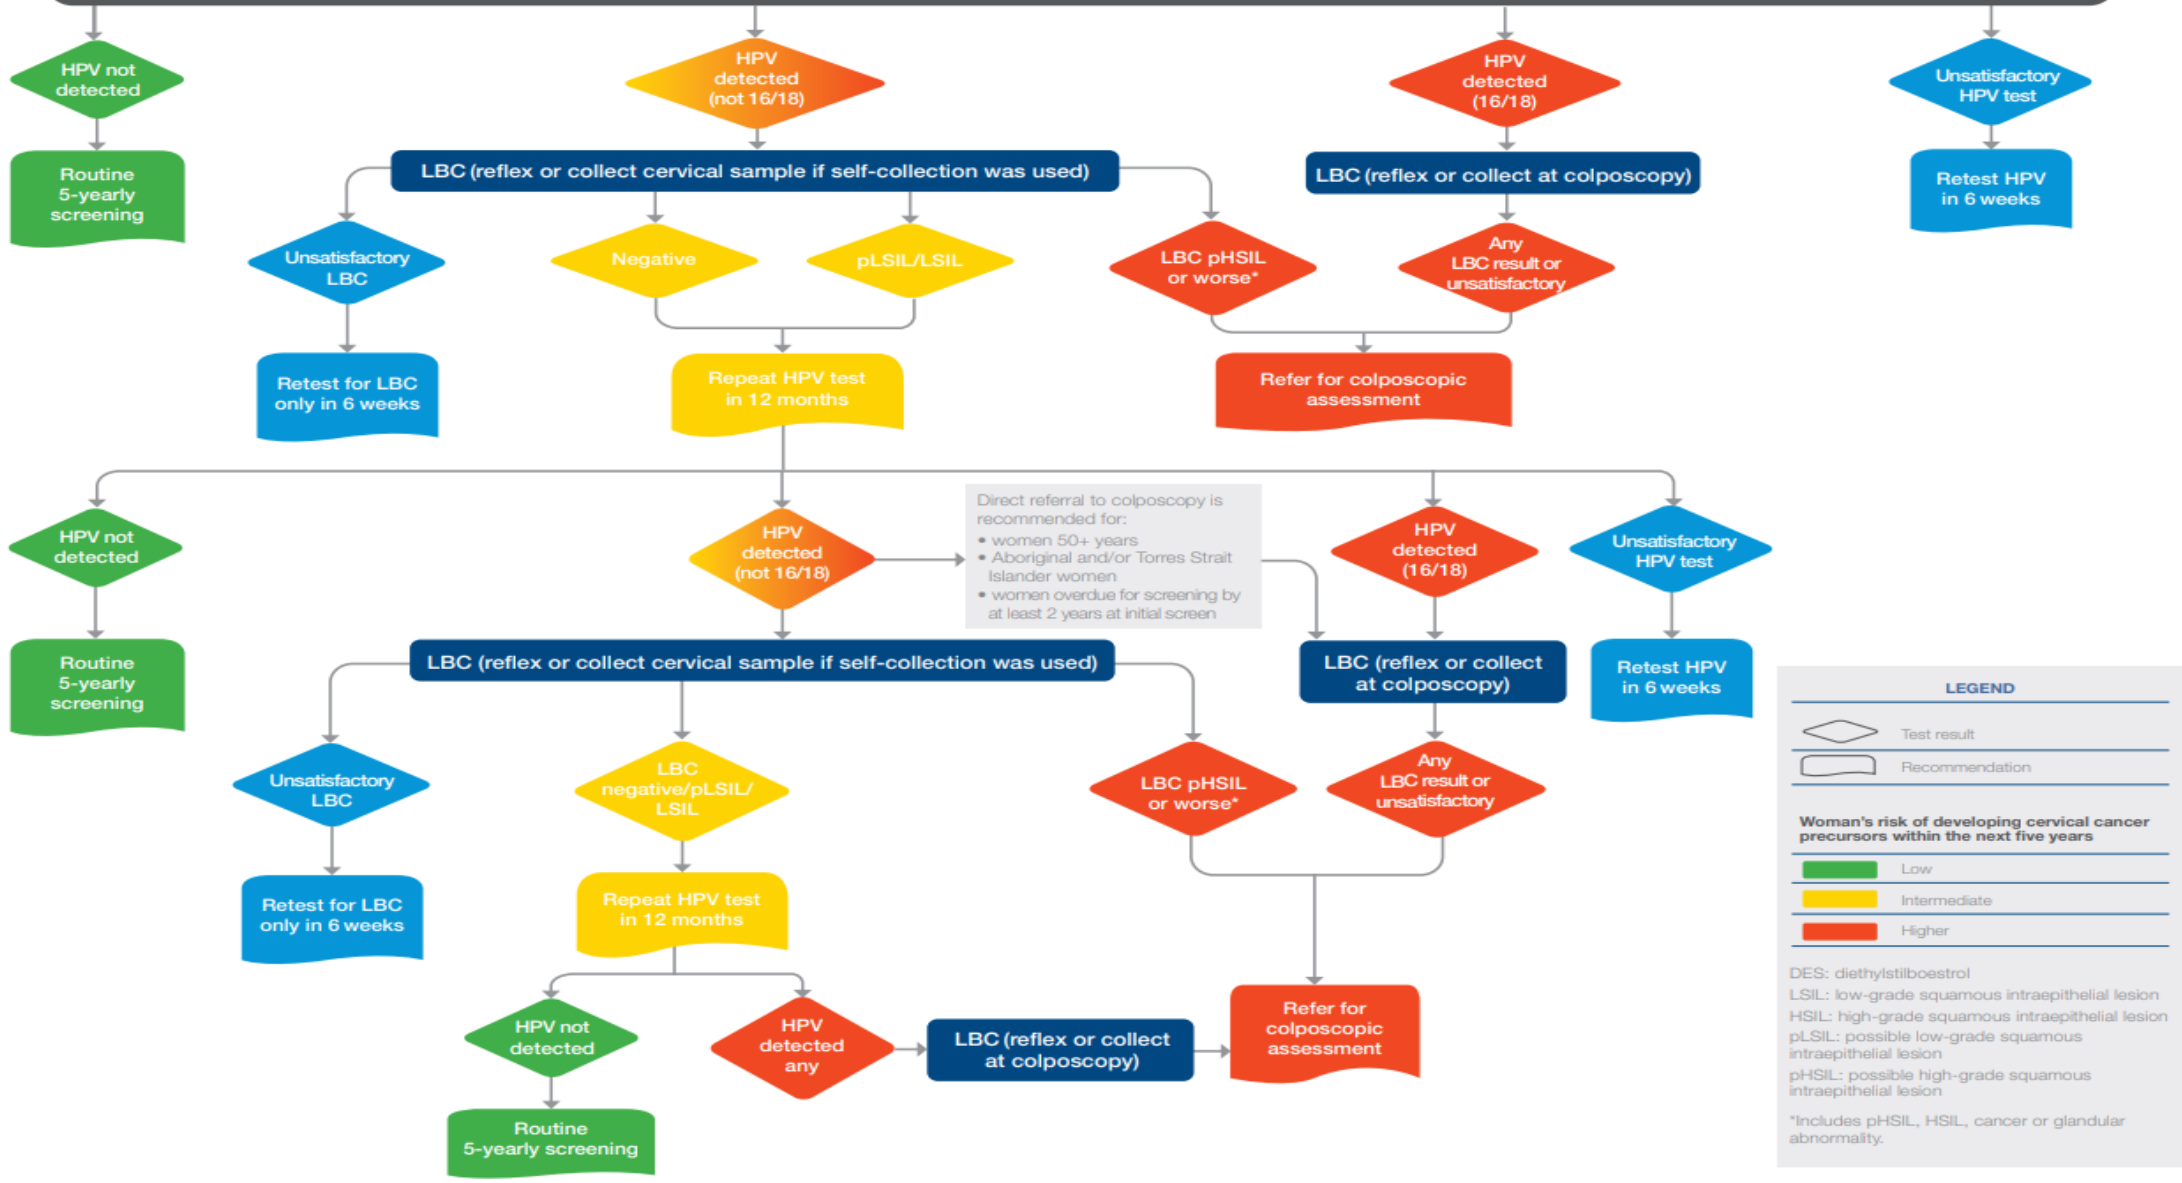 HPV not
detected
HPV
detected
(not 16/18)
HPV
detected
(16/18)
Unsatisfactory
HPV test
Routine
5-yearly
screening
LBC (reflex or collect cervical sample if self-collection was used)
LBC (reflex or collect at colposcopy)
Retest HPV
in 6 weeks
Unsatisfactory
LBC
Negative
pLSIL/LSIL
LBC pHSIL
or worse*
Any
LBC result or
unsatisfactory
Retest for LBC
only in 6 weeks
Repeat HPV test
in 12 months
Refer for colposcopic
assessment
HPV not
detected
HPV
detected
(not 16/18)
Direct referral to colposcopy is
recommended for:
• women 50+ years
• Aboriginal and/or Torres Strait
Islander women
• women overdue for screening by
at least 2 years at initial screen
HPV
detected
(16/18)
Unsatisfactory
HPV test
Routine
5-yearly
screening
LBC (reflex or collect cervical sample if self-collection was used)
LBC (reflex or collect
at colposcopy)
Retest HPV
in 6 weeks
Unsatisfactory
LBC
LBC
negative/pLSIL/
LSIL
LBC pHSIL
or worse*
Any
LBC result or
unsatisfactory
Retest for LBC
only in 6 weeks
Repeat HPV test
in 12 months
HPV not
detected
HPV
detected
any
LBC (reflex or collect
at colposcopy)
Refer for
colposcopic
assessment
Routine
5-yearly screening
LEGEND
Test result
Recommendation
Woman's risk of developing cervical cancer
precursors within the next five years
Low
Intermediate
Higher
DES: diethylstilboestrol
LSIL: low-grade squamous intraepithelial lesion
HSIL: high-grade squamous intraepithelial lesion
pLSIL: possible low-grade squamous
intraepithelial lesion
pHSIL: possible high-grade squamous
intraepithelial lesion
*Includes pHSIL, HSIL, cancer or glandular
abnormality.